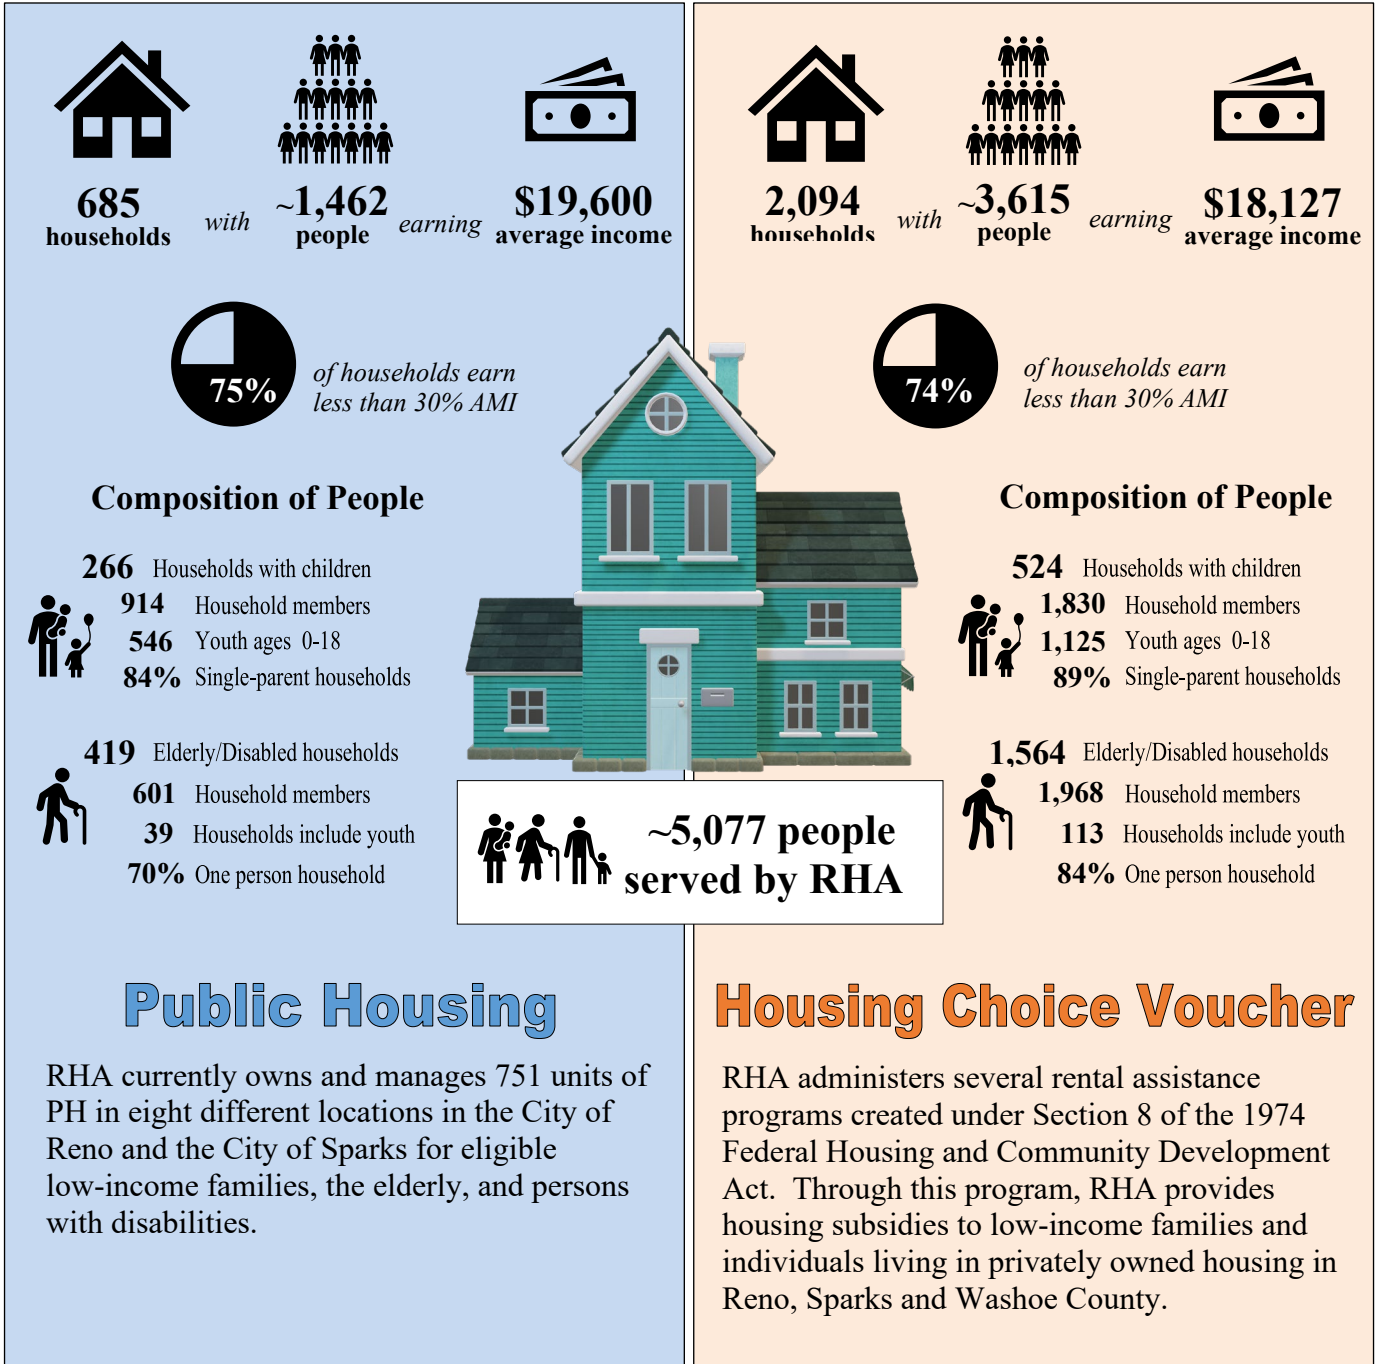 685
households
with
~1,462
people
earning
$19,600
average income
75%
of households earn
less than 30% AMI
Composition of People
266 Households with children
914 Household members
546 Youth ages 0-18
84% Single-parent households
419 Elderly/Disabled households
601 Household members
39 Households include youth
70% One person household
2,094
households
with
~3,615
people
earning
$18,127
average income
74%
of households earn
less than 30% AMI
Composition of People
524 Households with children
1,830 Household members
1,125 Youth ages 0-18
89% Single-parent households
1,564 Elderly/Disabled households
1,968 Household members
113 Households include youth
84% One person household
~5,077 people
served by RHA
Public Housing
RHA currently owns and manages 751 units of
PH in eight different locations in the City of
Reno and the City of Sparks for eligible
low-income families, the elderly, and persons
with disabilities.
Housing Choice Voucher
RHA administers several rental assistance
programs created under Section 8 of the 1974
Federal Housing and Community Development
Act. Through this program, RHA provides
housing subsidies to low-income families and
individuals living in privately owned housing in
Reno, Sparks and Washoe County.